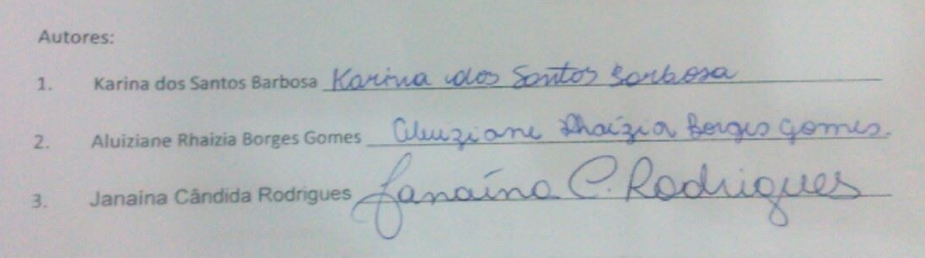 Autores:
1. Karina dos Santos Barbosa Karina dos Santos Barbosa
2. Aluiziane Rhaizia Borges Gomes Aluiziane Rhaizia Borges Gomes.
3. Janaína Cândida Rodrigues Janaína C. Rodrigues